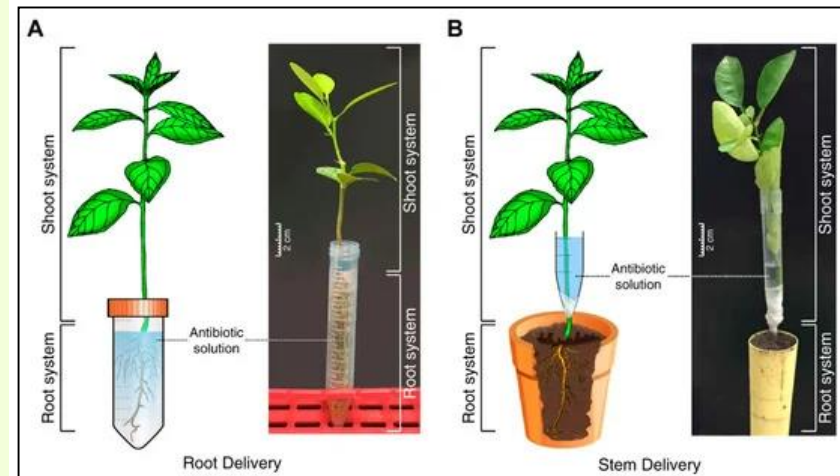 A
Shoot system
Root system
2 cm
Shoot system
Root system
Antibiotic
solution
Root Delivery
B
Shoot system
Root system
2 cm
Shoot system
Root system
Antibiotic
solution
Stem Delivery